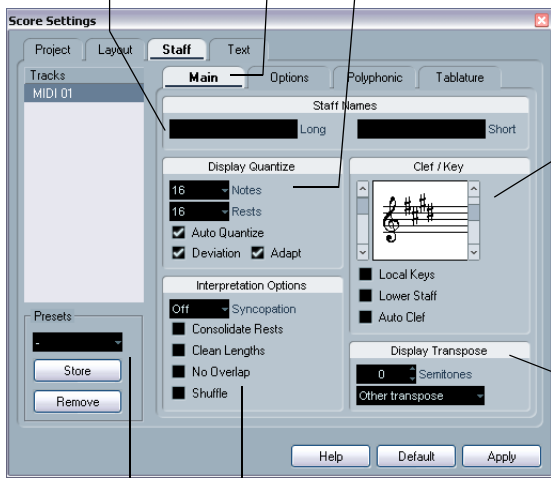 Score Settings
Project Layout Staff Text
Tracks
MIDI 01
Main Options Polyphonic Tablature
Staff Names
Long Short
Display Quantize
16 Notes
16 Rests
Auto Quantize
Deviation Adapt
Clef / Key
Local Keys
Lower Staff
Auto Clef
Interpretation Options
Off Syncopation
Consolidate Rests
Clean Lengths
No Overlap
Shuffle
Display Transpose
0 Semitones
Other transpose
Presets
-
Store
Remove
Help Default Apply